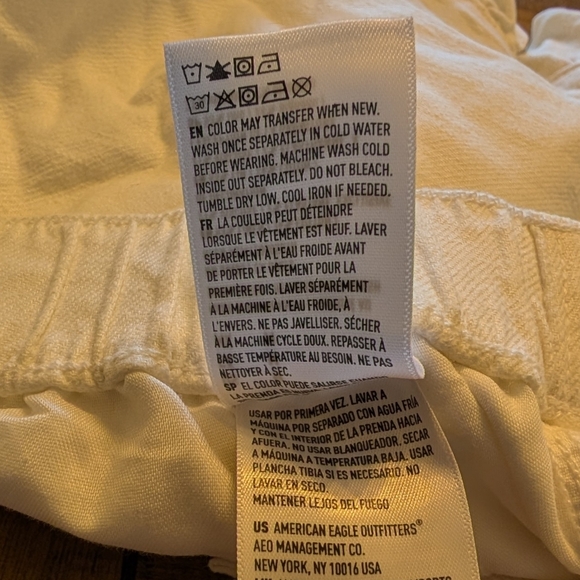 30
EN COLOR MAY TRANSFER WHEN NEW.
WASH ONCE SEPARATELY IN COLD WATER
BEFORE WEARING. MACHINE WASH COLD
INSIDE OUT SEPARATELY. DO NOT BLEACH.
TUMBLE DRY LOW. COOL IRON IF NEEDED.
FR LA COULEUR PEUT DÉTEINDRE
LORSQUE LE VÊTEMENT EST NEUF. LAVER
SÉPARÉMENT À L'EAU FROIDE AVANT
DE PORTER LE VÊTEMENT POUR LA
PREMIÈRE FOIS. LAVER SÉPARÉMENT
À LA MACHINE À L'EAU FROIDE, À
L'ENVERS. NE PAS JAVELLISER. SÉCHER
À LA MACHINE CYCLE DOUX. REPASSER À
BASSE TEMPÉRATURE AU BESOIN. NE PAS
NETTOYER À SEC.
SP EL COLOR PUEDE SALIRSE
LA PRENDA ES
USAR POR PRIMERA VEZ. LAVAR A
MÁQUINA POR SEPARADO CON AGUA FRÍA
Y CON EL INTERIOR DE LA PRENDA HACIA
AFUERA. NO USAR BLANQUEADOR. SECAR
A MÁQUINA A TEMPERATURA BAJA. USAR
PLANCHA TIBIA SI ES NECESARIO. NO
LAVAR EN SECO.
MANTENER LEJOS DEL FUEGO
US AMERICAN EAGLE OUTFITTERS®
AEO MANAGEMENT CO.
NEW YORK, NY 10016 USA